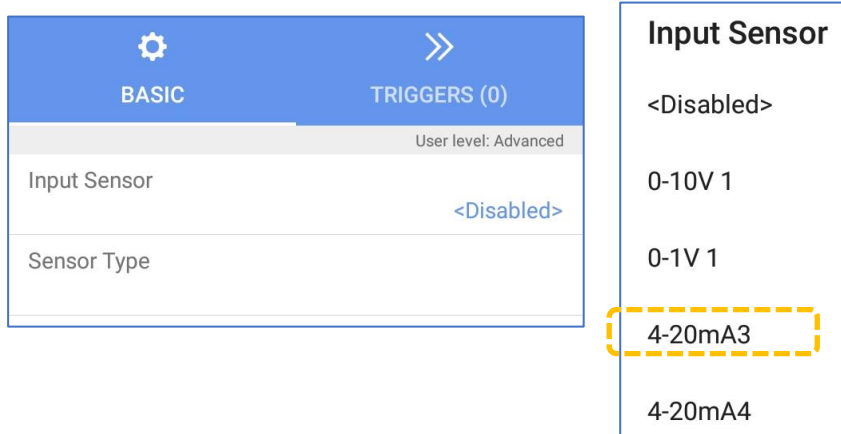 BASIC
TRIGGERS (0)
User level: Advanced
Input Sensor
<Disabled>
Sensor Type
Input Sensor
<Disabled>
0-10V 1
0-1V 1
4-20mA3
4-20mA4